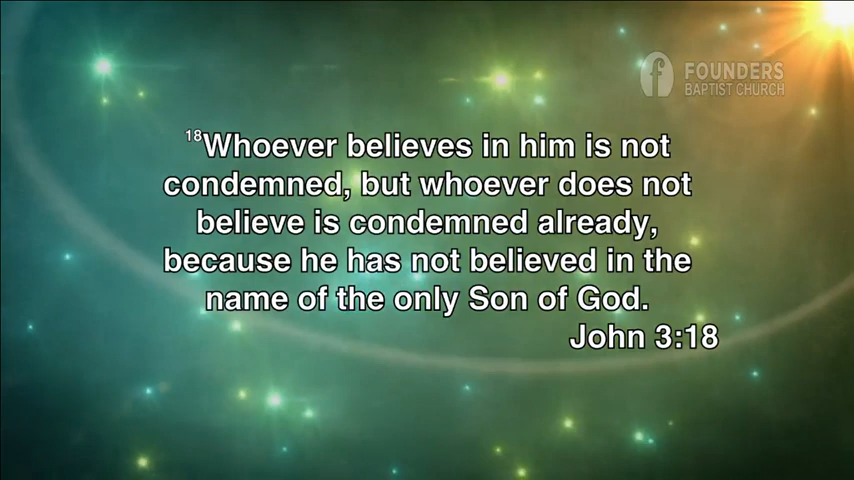 FOUNDERS
BAPTIST CHURCH
18Whoever believes in him is not
condemned, but whoever does not
believe is condemned already,
because he has not believed in the
name of the only Son of God.
John 3:18